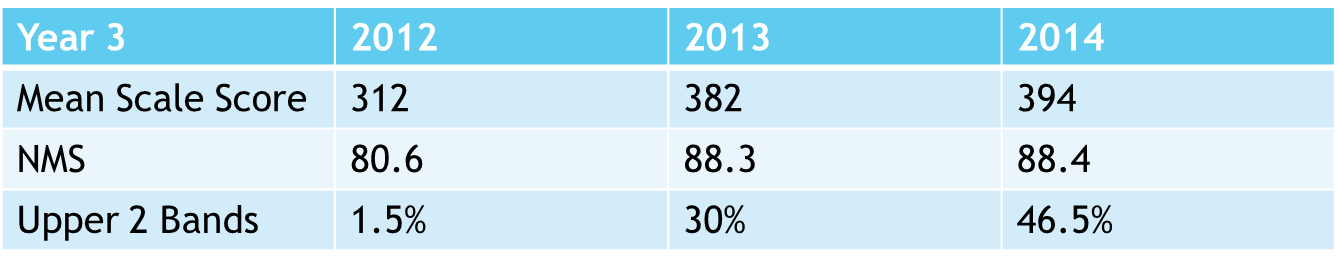 Year 3 2012 2013 2014
Mean Scale Score 312 382 394
NMS 80.6 88.3 88.4
Upper 2 Bands 1.5% 30% 46.5%